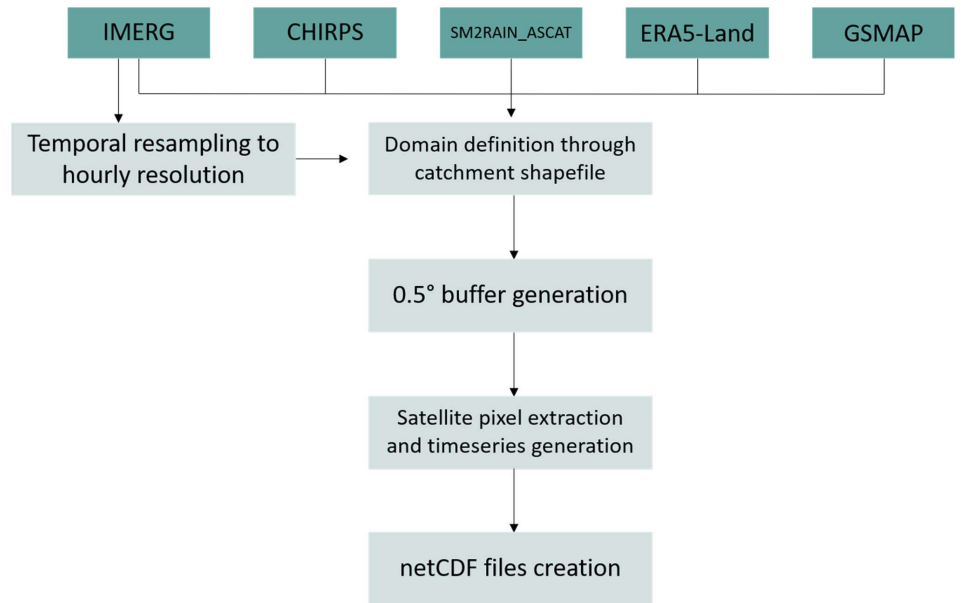 IMERG
CHIRPS
SM2RAIN_ASCAT
ERA5-Land
GSMAP
Temporal resampling to
hourly resolution
Domain definition through
catchment shapefile
0.5° buffer generation
Satellite pixel extraction
and timeseries generation
netCDF files creation